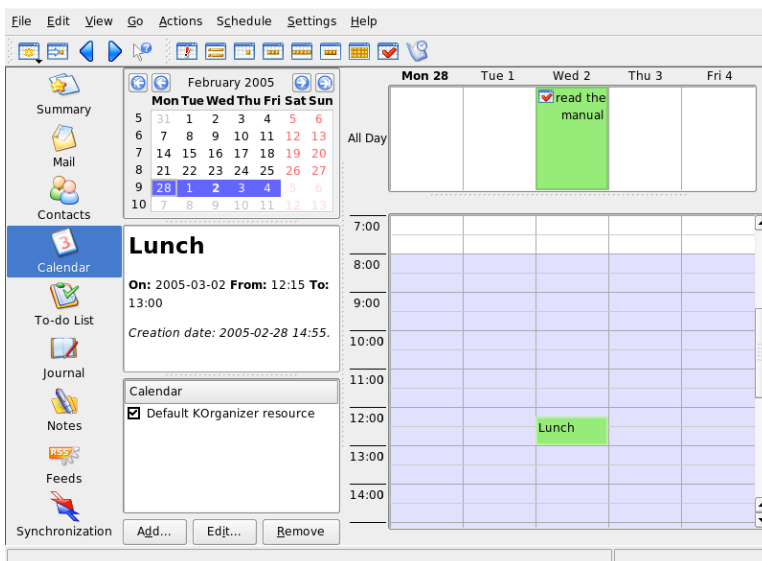 File Edit View Go Actions Schedule Settings Help
Summary
Mail
Contacts
3
Calendar
To-do List
Journal
Notes
RSS
Feeds
Synchronization
February 2005
Mon Tue Wed Thu Fri Sat Sun
5 31 1 2 3 4 5 6
6 7 8 9 10 11 12 13
7 14 15 16 17 18 19 20
8 21 22 23 24 25 26 27
9 28 1 2 3 4 5 6
10 7 8 9 10 11 12 13
Lunch
On: 2005-03-02 From: 12:15 To:
13:00
Creation date: 2005-02-28 14:55.
Calendar
Default KOrganizer resource
Add... Edit... Remove
Mon 28 Tue 1 Wed 2 Thu 3 Fri 4
All Day
read the
manual
7:00
8:00
9:00
10:00
11:00
12:00
Lunch
13:00
14:00